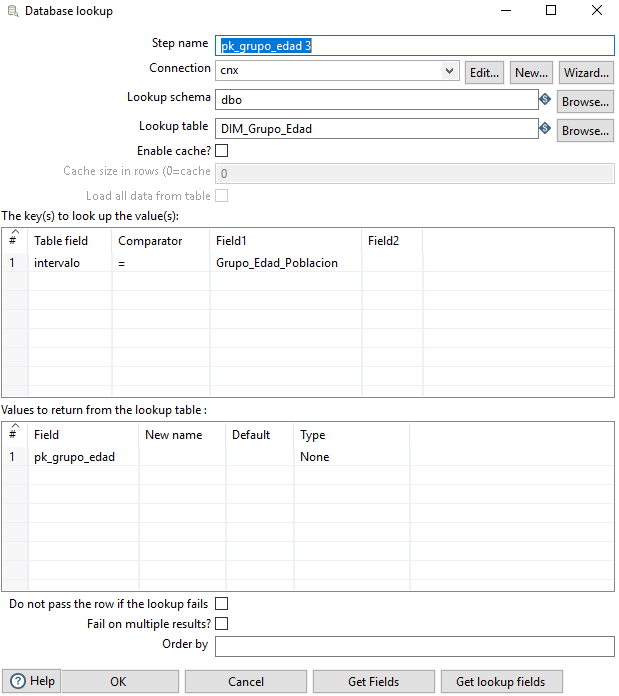 Database lookup
Step name pk_grupo_edad 3
Connection cnx Edit... New... Wizard...
Lookup schema dbo Browse...
Lookup table DIM_Grupo_Edad Browse...
Enable cache?
Cache size in rows (0=cache 0
Load all data from table
The key(s) to look up the value(s):
# Table field Comparator Field1 Field2
1 intervalo = Grupo_Edad_Poblacion
Values to return from the lookup table :
# Field New name Default Type
1 pk_grupo_edad None
Do not pass the row if the lookup fails
Fail on multiple results?
Order by
Help OK Cancel Get Fields Get lookup fields